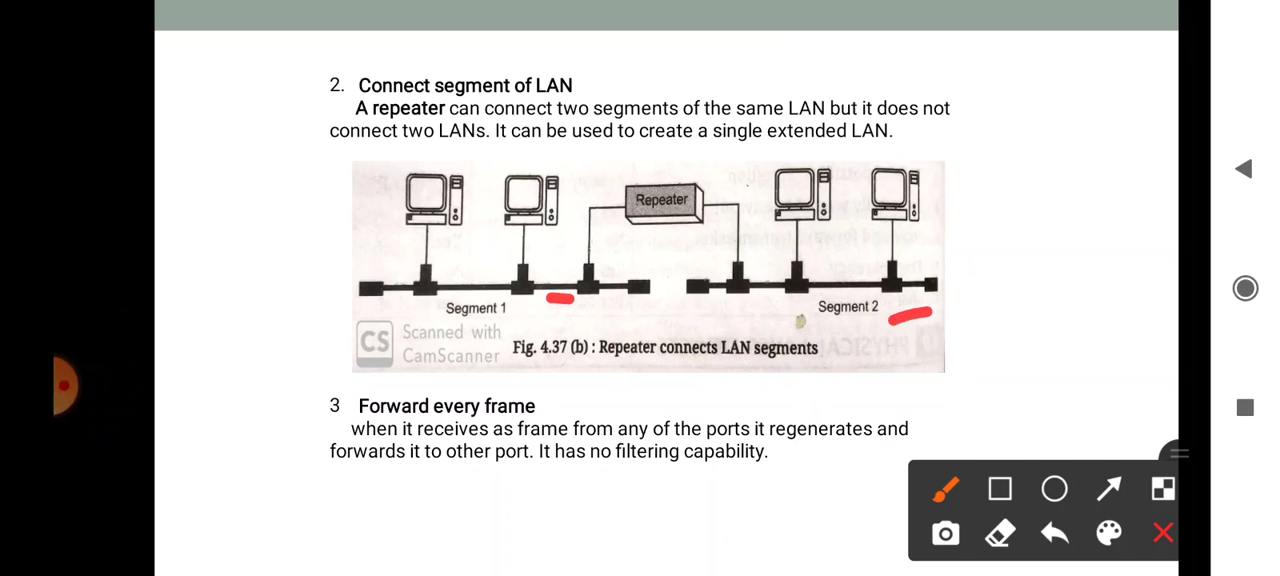 2. Connect segment of LAN
A repeater can connect two segments of the same LAN but it does not
connect two LANs. It can be used to create a single extended LAN.
Repeater
Segment 1
Segment 2
CS Scanned with
CamScanner
Fig. 4.37 (b) : Repeater connects LAN segments
3 Forward every frame
when it receives as frame from any of the ports it regenerates and
forwards it to other port. It has no filtering capability.